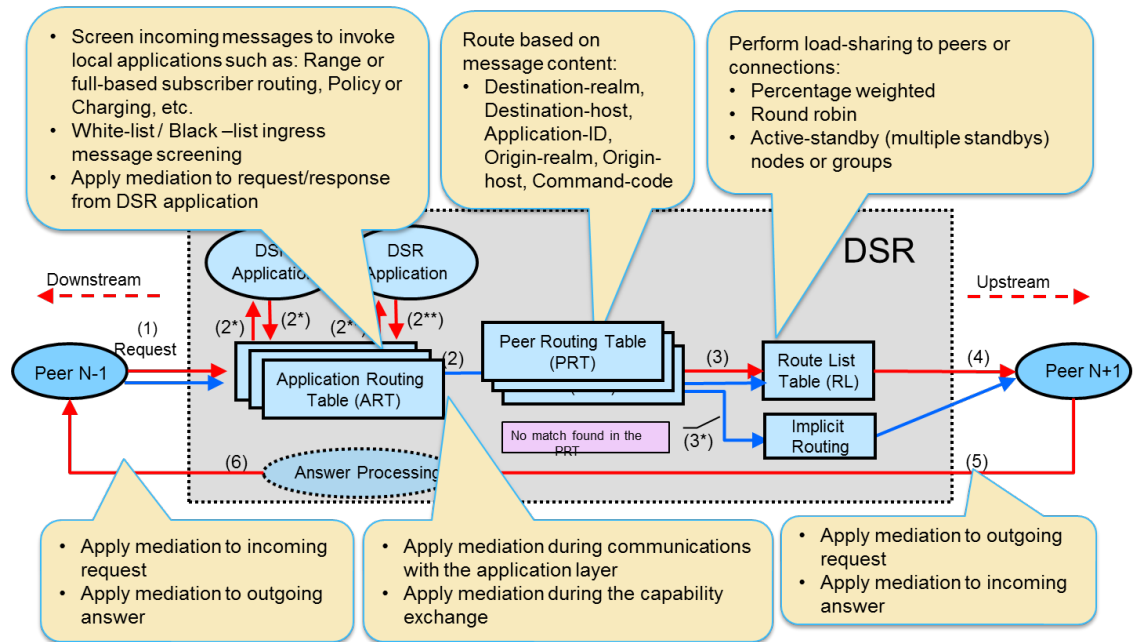 • Screen incoming messages to invoke
local applications such as: Range or
full-based subscriber routing, Policy or
Charging, etc.
• White-list / Black –list ingress
message screening
• Apply mediation to request/response
from DSR application
Route based on
message content:
• Destination-realm,
Destination-host,
Application-ID,
Origin-realm, Origin-
host, Command-code
Perform load-sharing to peers or
connections:
• Percentage weighted
• Round robin
• Active-standby (multiple standbys)
nodes or groups
DSR
Application
DSR
Application
DSR
Downstream
Upstream
(1)
Request
(2*)
(2*)
(2**)
(2)
(3)
(4)
Peer N-1
Application Routing
Table (ART)
Peer Routing Table
(PRT)
Route List
Table (RL)
Peer N+1
No match found in the
PRT
(3*)
Implicit
Routing
(6)
Answer Processing
(5)
• Apply mediation to incoming
request
• Apply mediation to outgoing
answer
• Apply mediation during communications
with the application layer
• Apply mediation during the capability
exchange
• Apply mediation to outgoing
request
• Apply mediation to incoming
answer